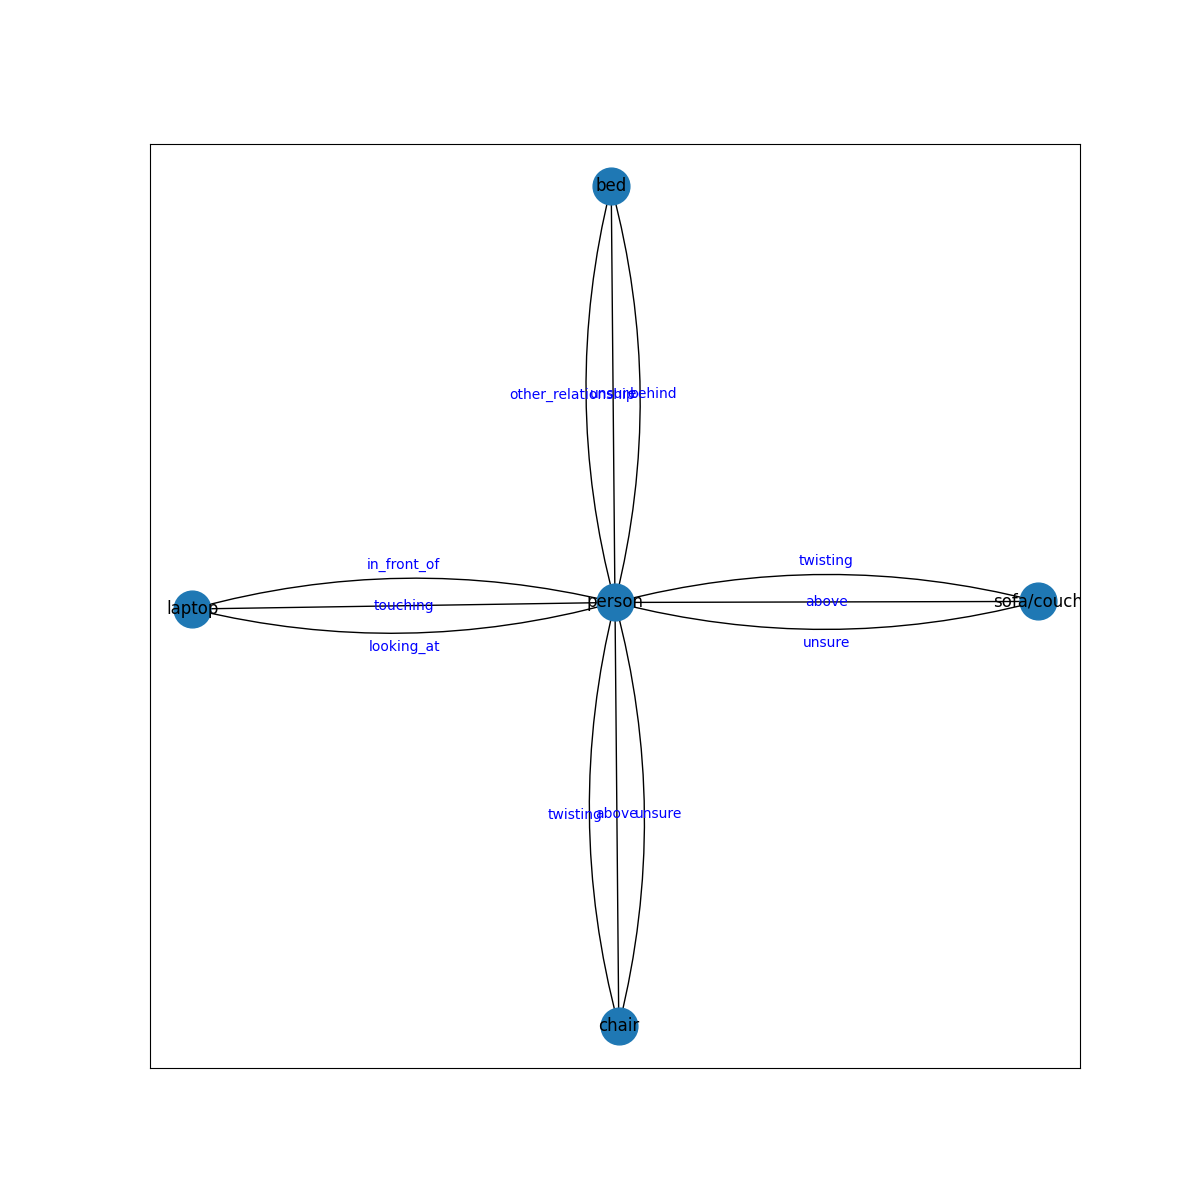 bed
other_relationship unsure behind
in_front_of
twisting
laptop
touching
person
above
sofa/couch
looking_at
unsure
twisting above unsure
chair